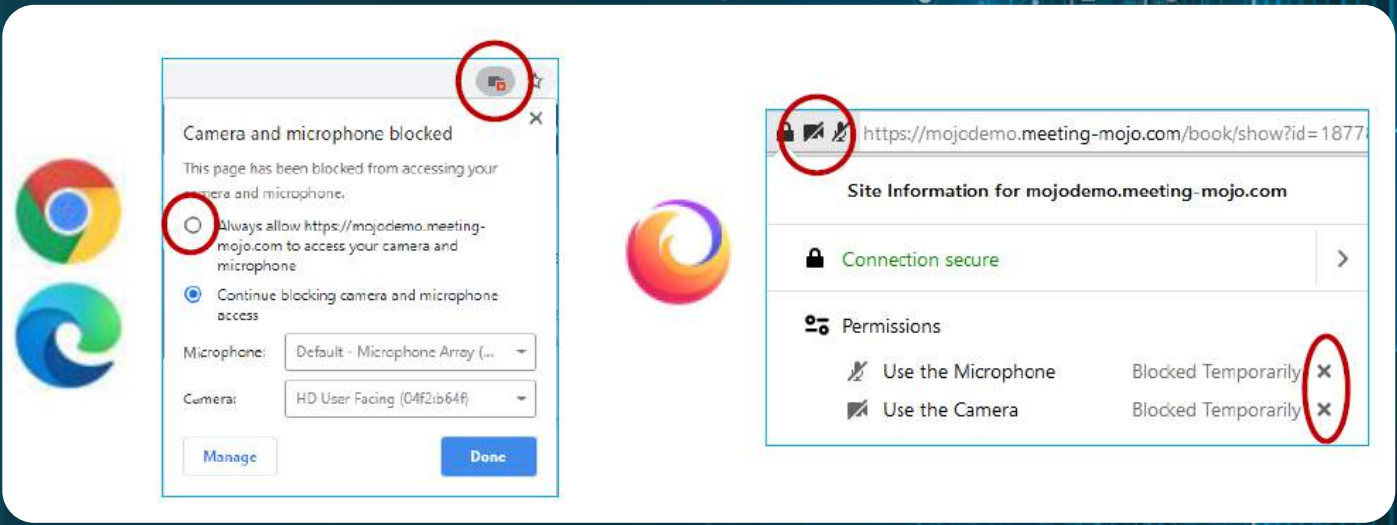 Camera and microphone blocked
This page has been blocked from accessing your
camera and microphone.
Always allow https://mojodemo.meeting-
mojo.com to access your camera and
microphone
Continue blocking camera and microphone
access
Microphone: Default - Microphone Array (...
Camera: HD User Facing (04f2:b64f)
Manage Done
https://mojodemo.meeting-mojo.com/book/show?id=1877
Site Information for mojodemo.meeting-mojo.com
Connection secure
Permissions
Use the Microphone Blocked Temporarily
Use the Camera Blocked Temporarily